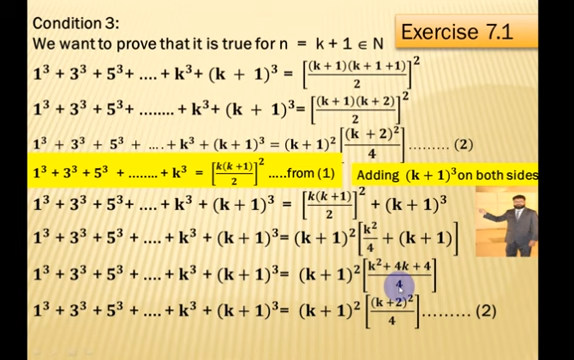 Condition 3:
Exercise 7.1
We want to prove that it is true for n = k + 1 ∈ N
1³ + 3³ + 5³+ .... + k³+ (k + 1)³ = [(k+1)(k+1+1)/2]²
1³ + 3³ + 5³+ ........ + k³+ (k + 1)³= [(k+1)(k+2)/2]²
1³ + 3³ + 5³ + .... + k³ + (k + 1)³ = (k + 1)² [(k + 2)²/4] ......... (2)
1³ + 3³ + 5³ + ........ + k³ = [k(k+1)/2]² .....from (1)
Adding (k + 1)³on both sides
1³ + 3³ + 5³+ .... + k³ + (k + 1)³ = [k(k+1)/2]² + (k + 1)³
1³ + 3³ + 5³ + .... + k³ + (k + 1)³= (k + 1)² [k²/4 + (k + 1)]
1³ + 3³ + 5³ + .... + k³ + (k + 1)³= (k + 1)² [k²+ 4k + 4/4]
1³ + 3³ + 5³ + .... + k³ + (k + 1)³= (k + 1)² [(k+2)²/4] ......... (2)